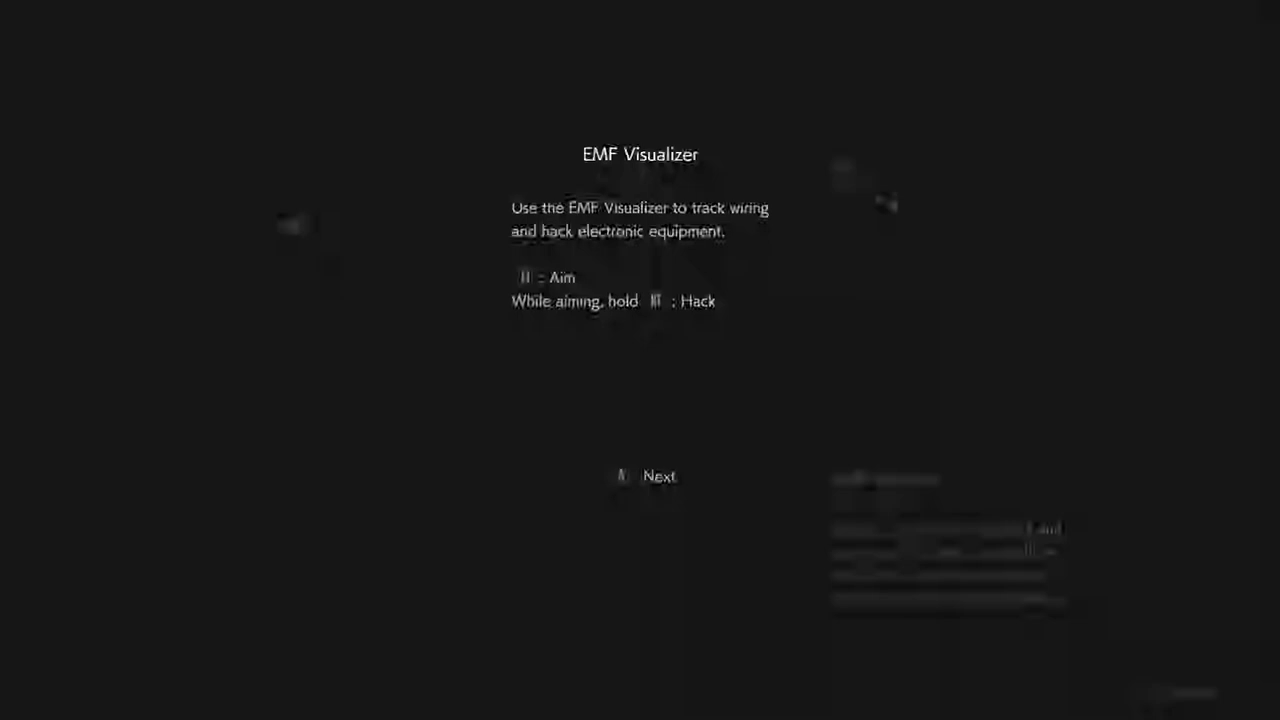 EMF Visualizer
Use the EMF Visualizer to track wiring
and hack electronic equipment.
: Aim
While aiming, hold : Hack
Next